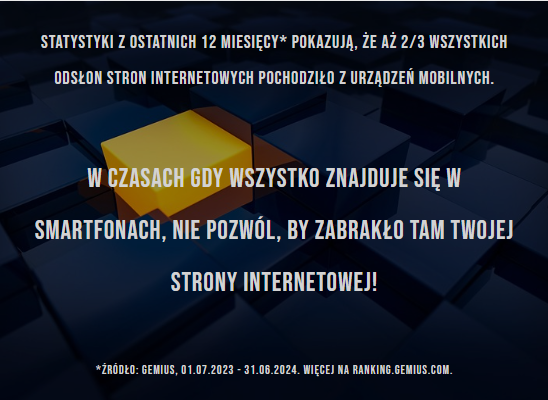 STATYSTYKI Z OSTATNICH 12 MIESIĘCY* POKAZUJĄ, ŻE AŻ 2/3 WSZYSTKICH
ODSŁON STRON INTERNETOWYCH POCHODZIŁO Z URZĄDZEŃ MOBILNYCH.
W CZASACH GDY WSZYSTKO ZNAJDUJE SIĘ W
SMARTFONACH, NIE POZWÓL, BY ZABRAKŁO TAM TWOJEJ
STRONY INTERNETOWEJ!
*ŹRÓDŁO: GEMIUS, 01.07.2023 - 31.06.2024. WIĘCEJ NA RANKING.GEMIUS.COM.